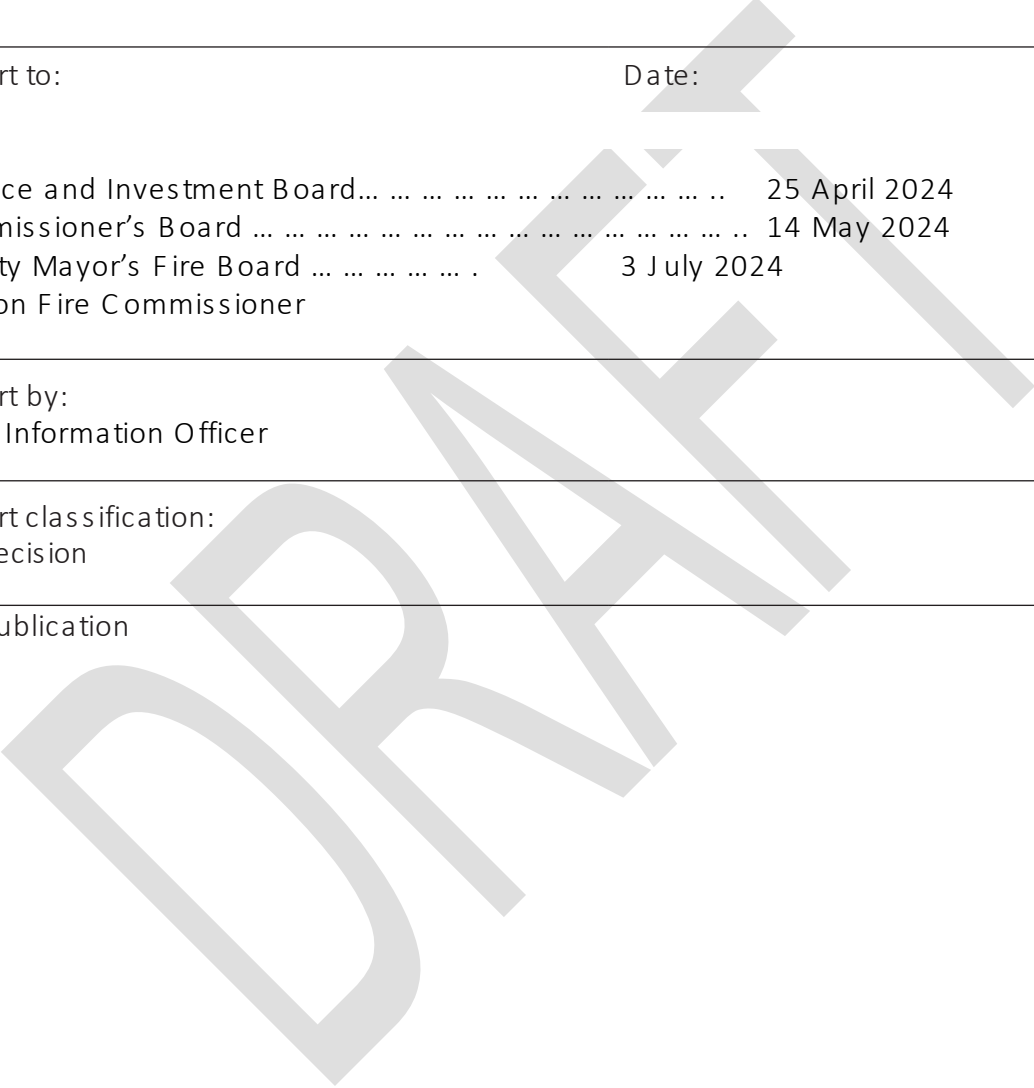 rt to: Date:
ce and Investment Board… … … … … … … … … … … .. 25 April 2024
missioner’s Board … … … … … … … … … … … … … … … .. 14 May 2024
ty Mayor’s Fire Board … … … … … . 3 July 2024
on Fire Commissioner
rt by:
Information Officer
rt classification:
ecision
ublication
DRAFT